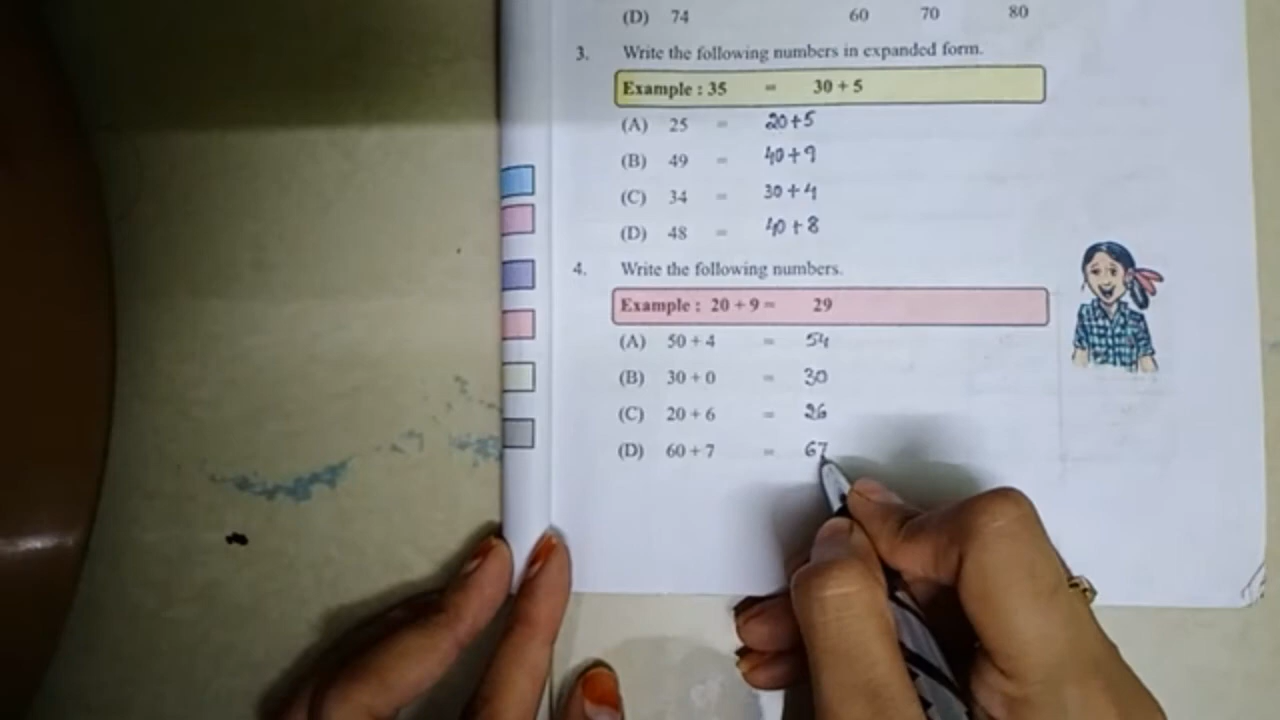 (D) 74 60 70 80
3. Write the following numbers in expanded form.
Example : 35 = 30 + 5
(A) 25 = 20+5
(B) 49 = 40+9
(C) 34 = 30+4
(D) 48 = 40+8
4. Write the following numbers.
Example : 20 + 9 = 29
(A) 50 + 4 = 54
(B) 30 + 0 = 30
(C) 20 + 6 = 26
(D) 60 + 7 = 67